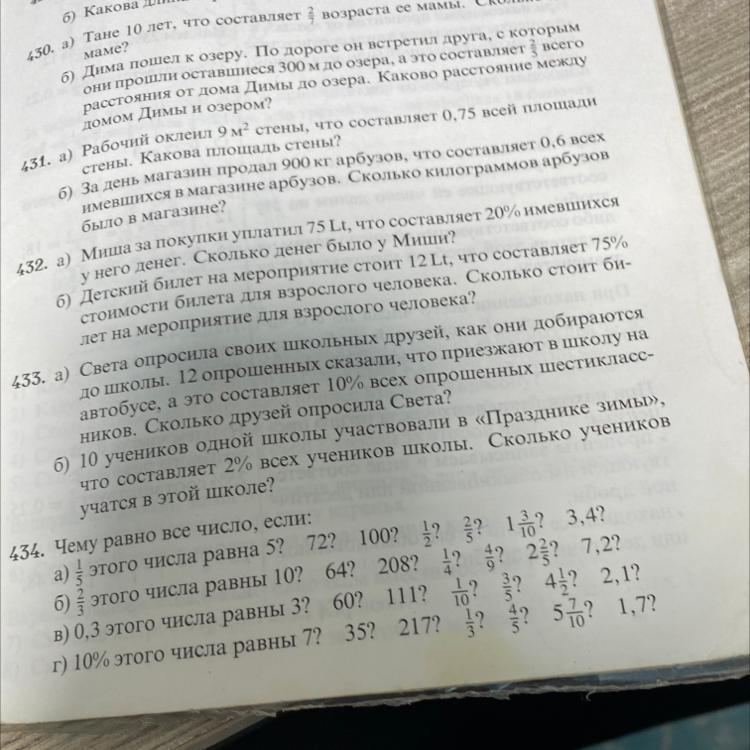 б) Какова
430. а) Тане 10 лет, что составляет 2/7 возраста ее мамы.
маме?
б) Дима пошел к озеру. По дороге он встретил друга, с которым
они прошли оставшиеся 300 м до озера, а это составляет 2/5 всего
расстояния от дома Димы до озера. Каково расстояние между
домом Димы и озером?
431. а) Рабочий оклеил 9 м² стены, что составляет 0,75 всей площади
стены. Какова площадь стены?
б) За день магазин продал 900 кг арбузов, что составляет 0,6 всех
имевшихся в магазине арбузов. Сколько килограммов арбузов
было в магазине?
432. а) Миша за покупки уплатил 75 Lt, что составляет 20% имевшихся
у него денег. Сколько денег было у Миши?
б) Детский билет на мероприятие стоит 12 Lt, что составляет 75%
стоимости билета для взрослого человека. Сколько стоит би-
лет на мероприятие для взрослого человека?
433. а) Света опросила своих школьных друзей, как они добираются
до школы. 12 опрошенных сказали, что приезжают в школу на
автобусе, а это составляет 10% всех опрошенных шестикласс-
ников. Сколько друзей опросила Света?
б) 10 учеников одной школы участвовали в «Празднике зимы»,
что составляет 2% всех учеников школы. Сколько учеников
учатся в этой школе?
434. Чему равно все число, если:
а) 1/5 этого числа равна 5? 72? 100? 1/2? 2/5? 1 3/10? 3,4?
б) 2/3 этого числа равны 10? 64? 208? 1/4? 4/9? 2 2/5? 7,2?
в) 0,3 этого числа равны 3? 60? 111? 1/10? 3/5? 4 1/2? 2,1?
г) 10% этого числа равны 7? 35? 217? 1/3? 4/5? 5 7/10? 1,7?